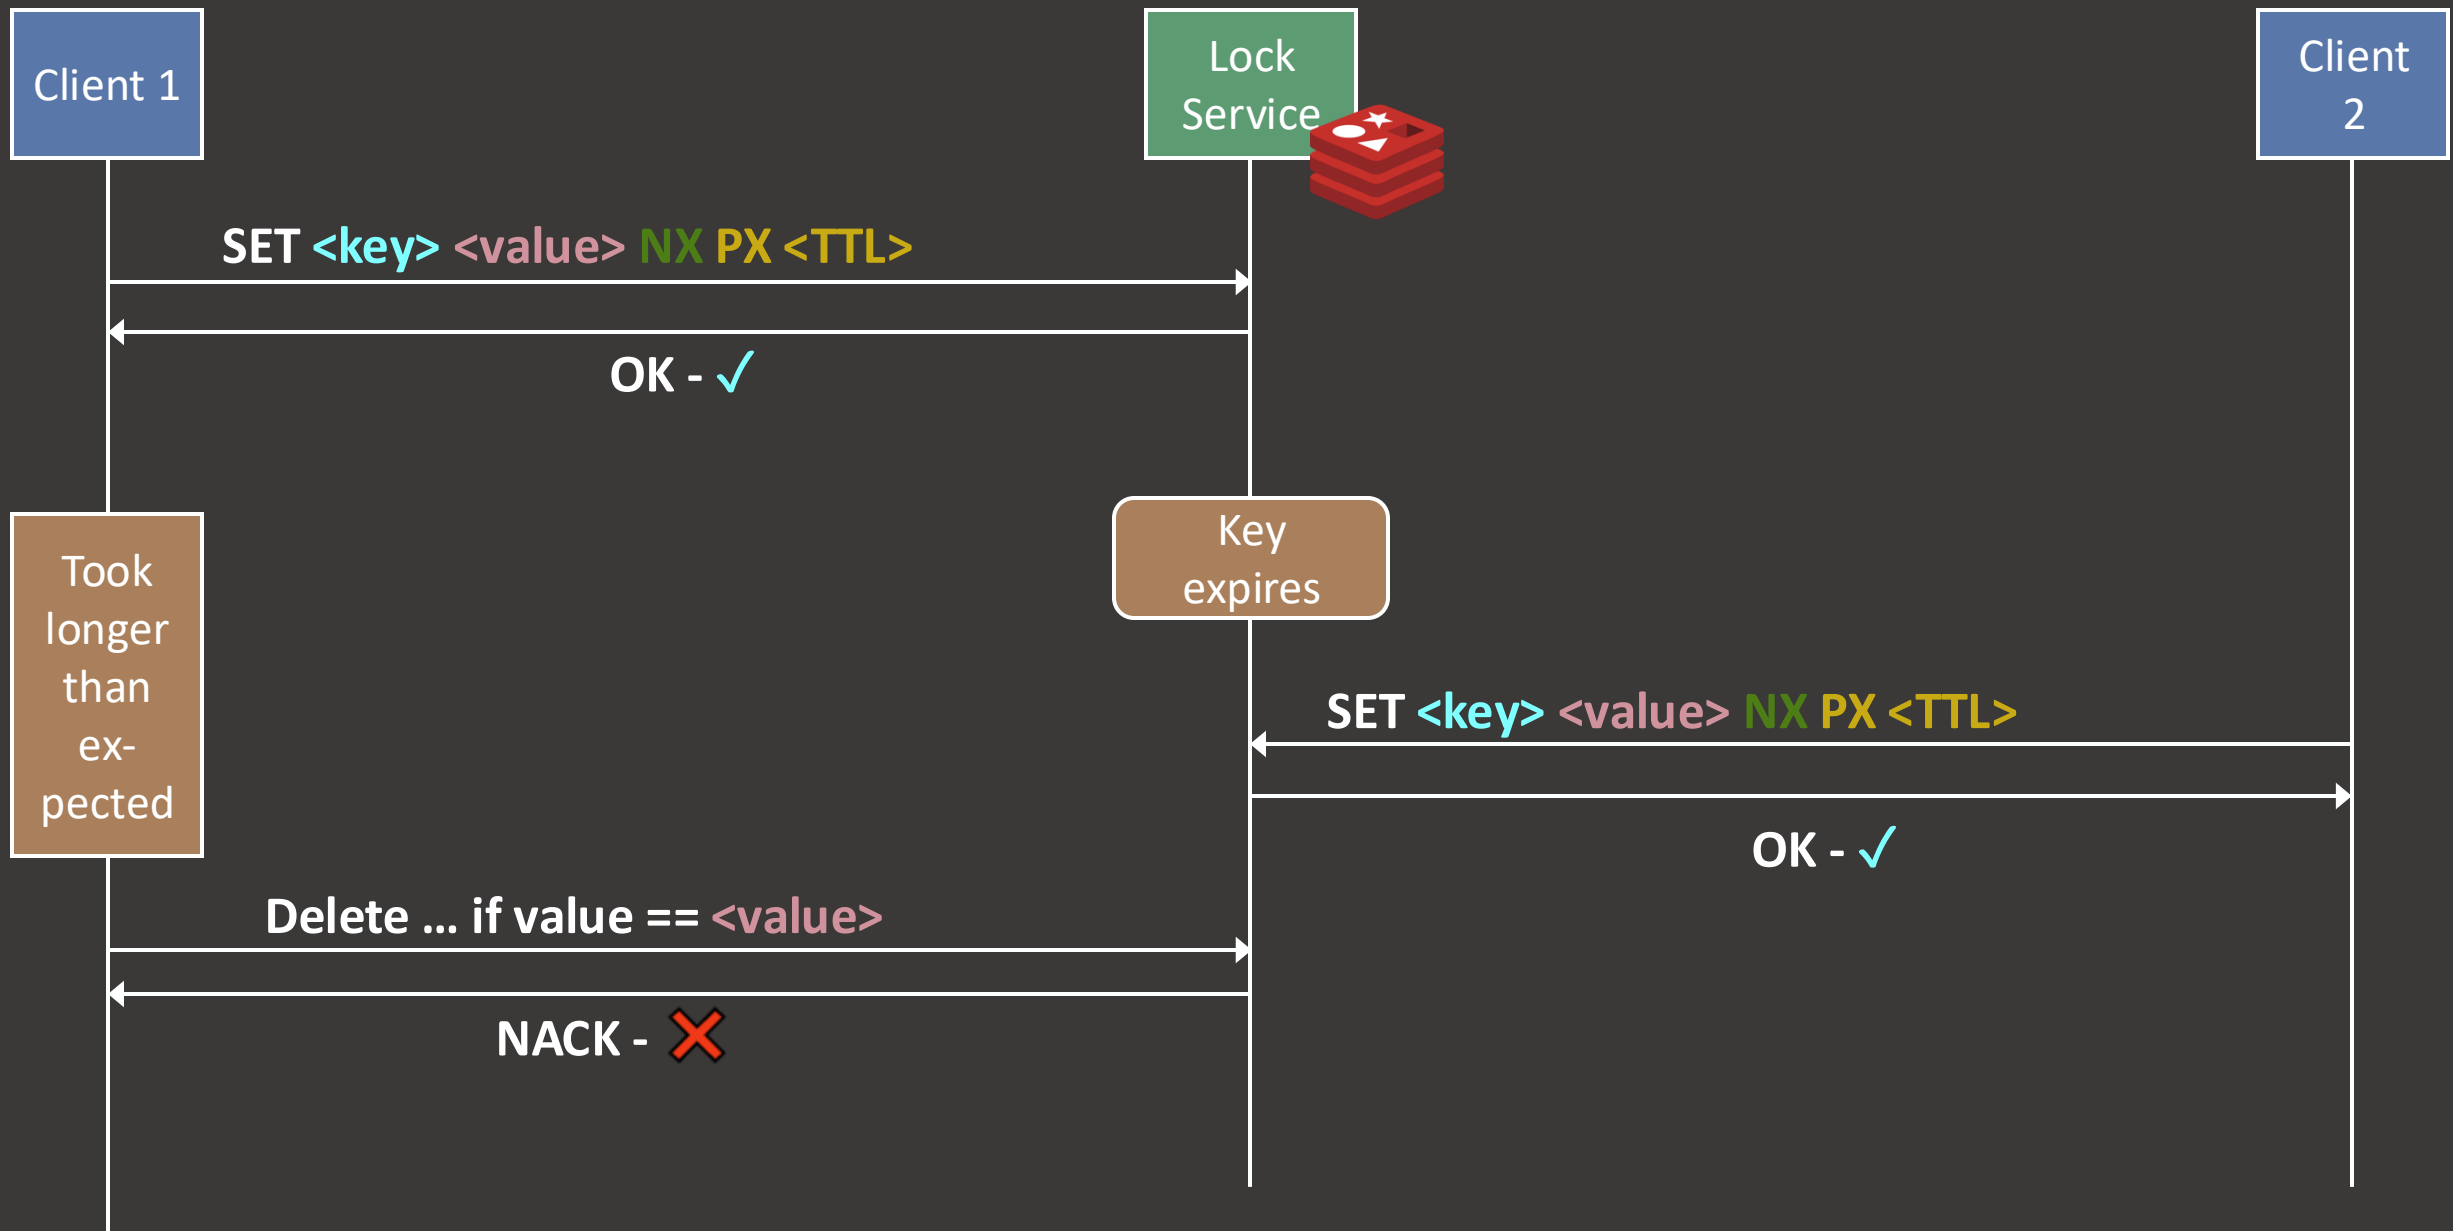 Client 1
Lock
Service
Client
2
SET <key> <value> NX PX <TTL>
OK - ✓
Key
expires
Took
longer
than
ex-
pected
SET <key> <value> NX PX <TTL>
OK - ✓
Delete ... if value == <value>
NACK - ❌